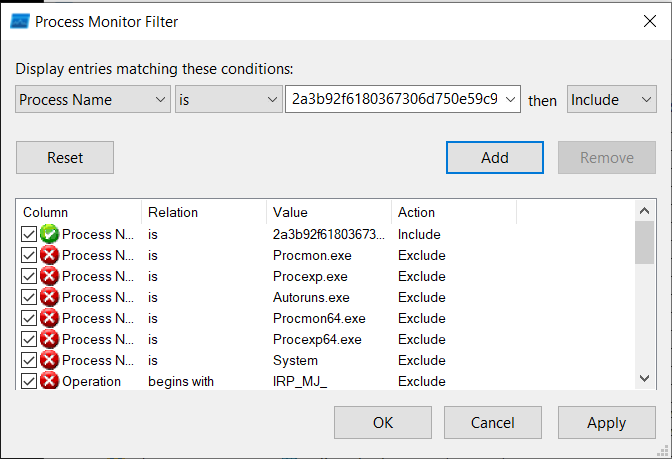 Process Monitor Filter
Display entries matching these conditions:
Process Name is 2a3b92f6180367306d750e59c9 then Include
Reset Add Remove
Column Relation Value Action
Process N... is 2a3b92f61803673... Include
Process N... is Procmon.exe Exclude
Process N... is Procexp.exe Exclude
Process N... is Autoruns.exe Exclude
Process N... is Procmon64.exe Exclude
Process N... is Procexp64.exe Exclude
Process N... is System Exclude
Operation begins with IRP_MJ_ Exclude
OK Cancel Apply